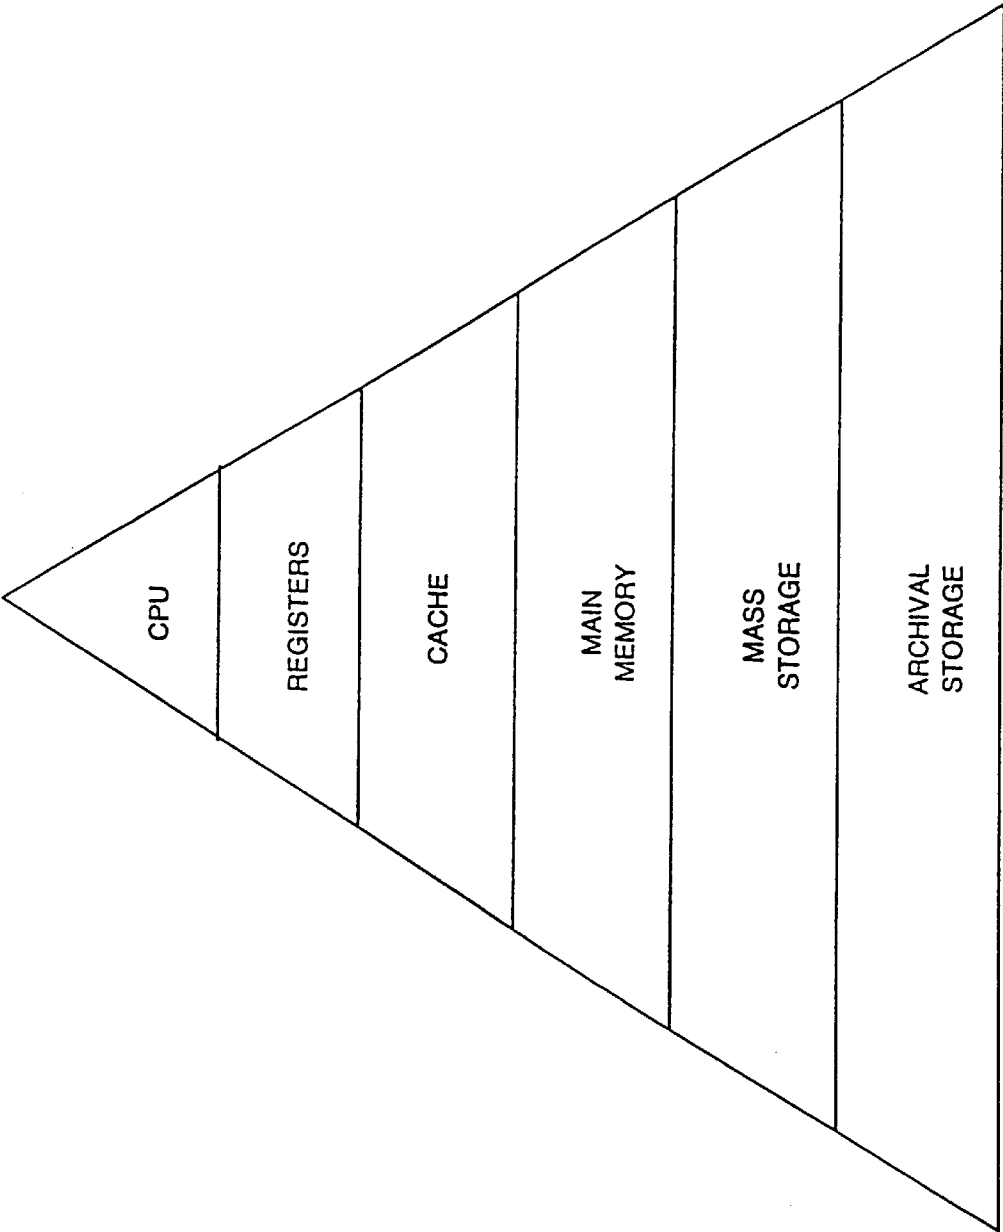 CPU
REGISTERS
CACHE
MAIN
MEMORY
MASS
STORAGE
ARCHIVAL
STORAGE